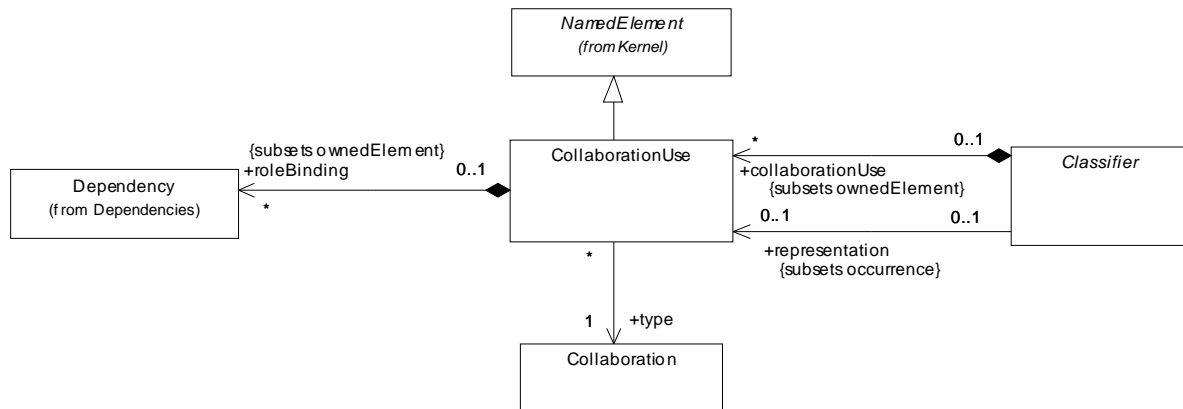 NamedElement
(from Kernel)
{subsets ownedElement}
+roleBinding
0..1
*
Dependency
(from Dependencies)
CollaborationUse
*
0..1
+collaborationUse
{subsets ownedElement}
Classifier
0..1
0..1
+representation
{subsets occurrence}
*
1
+type
Collaboration